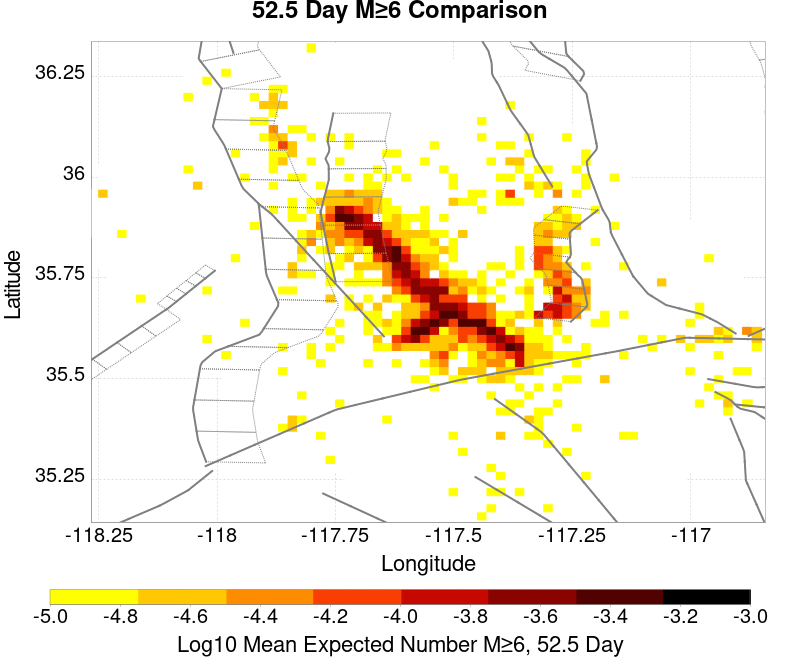 52.5 Day M≥6 Comparison
36.25
36
35.75
35.5
35.25
Latitude
-118.25 -118 -117.75 -117.5 -117.25 -117
Longitude
-5.0 -4.8 -4.6 -4.4 -4.2 -4.0 -3.8 -3.6 -3.4 -3.2 -3.0
Log10 Mean Expected Number M≥6, 52.5 Day